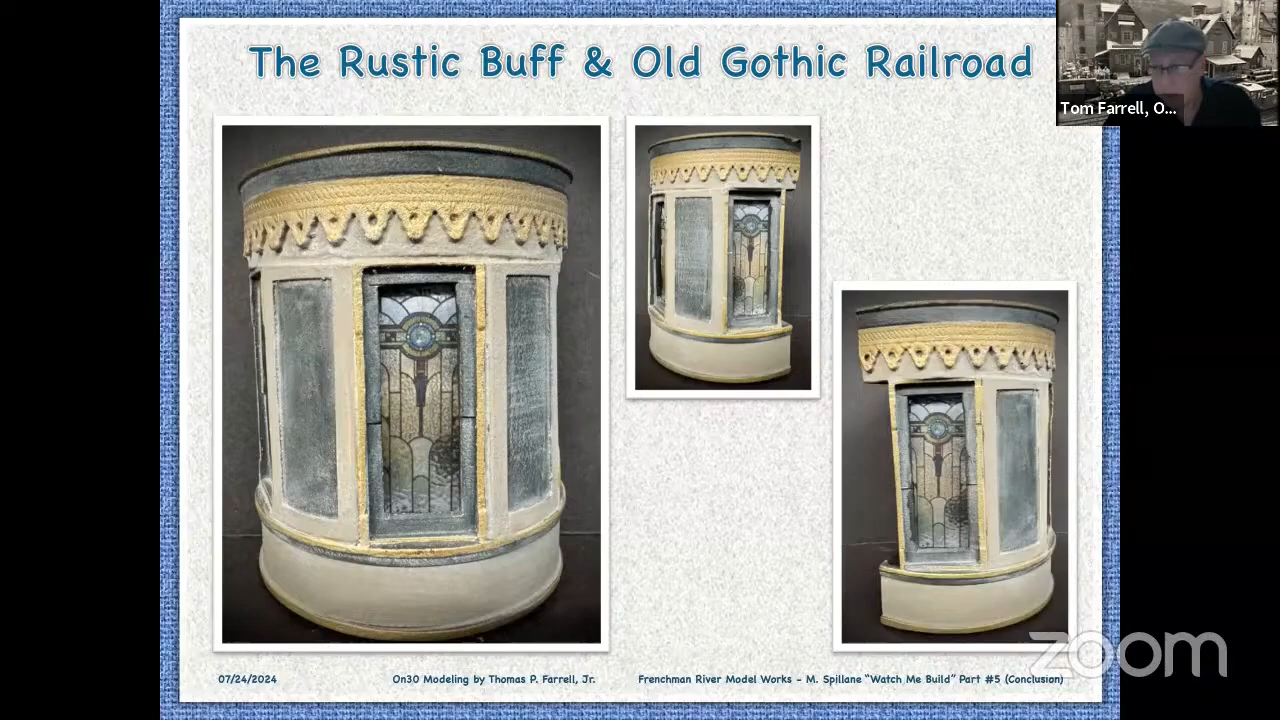 The Rustic Buff & Old Gothic Railroad
Tom Farrell, O...
07/24/2024
On30 Modeling by Thomas P. Farrell, Jr.
Frenchman River Model Works - M. Spillane "Watch Me Build" Part #5 (Conclusion)
zoom